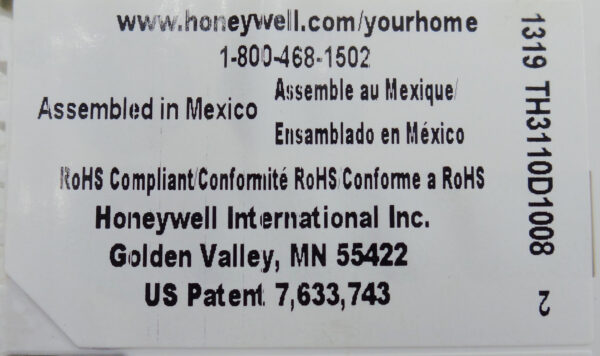 www.honeywell.com/yourhome
1-800-468-1502
Assembled in Mexico
Assemble au Mexique/
Ensamblado en México
RoHS Compliant/Conformité RoHS/Conforme a RoHS
Honeywell International Inc.
Golden Valley, MN 55422
US Patent: 7,633,743
1319 TH3110D1008 2